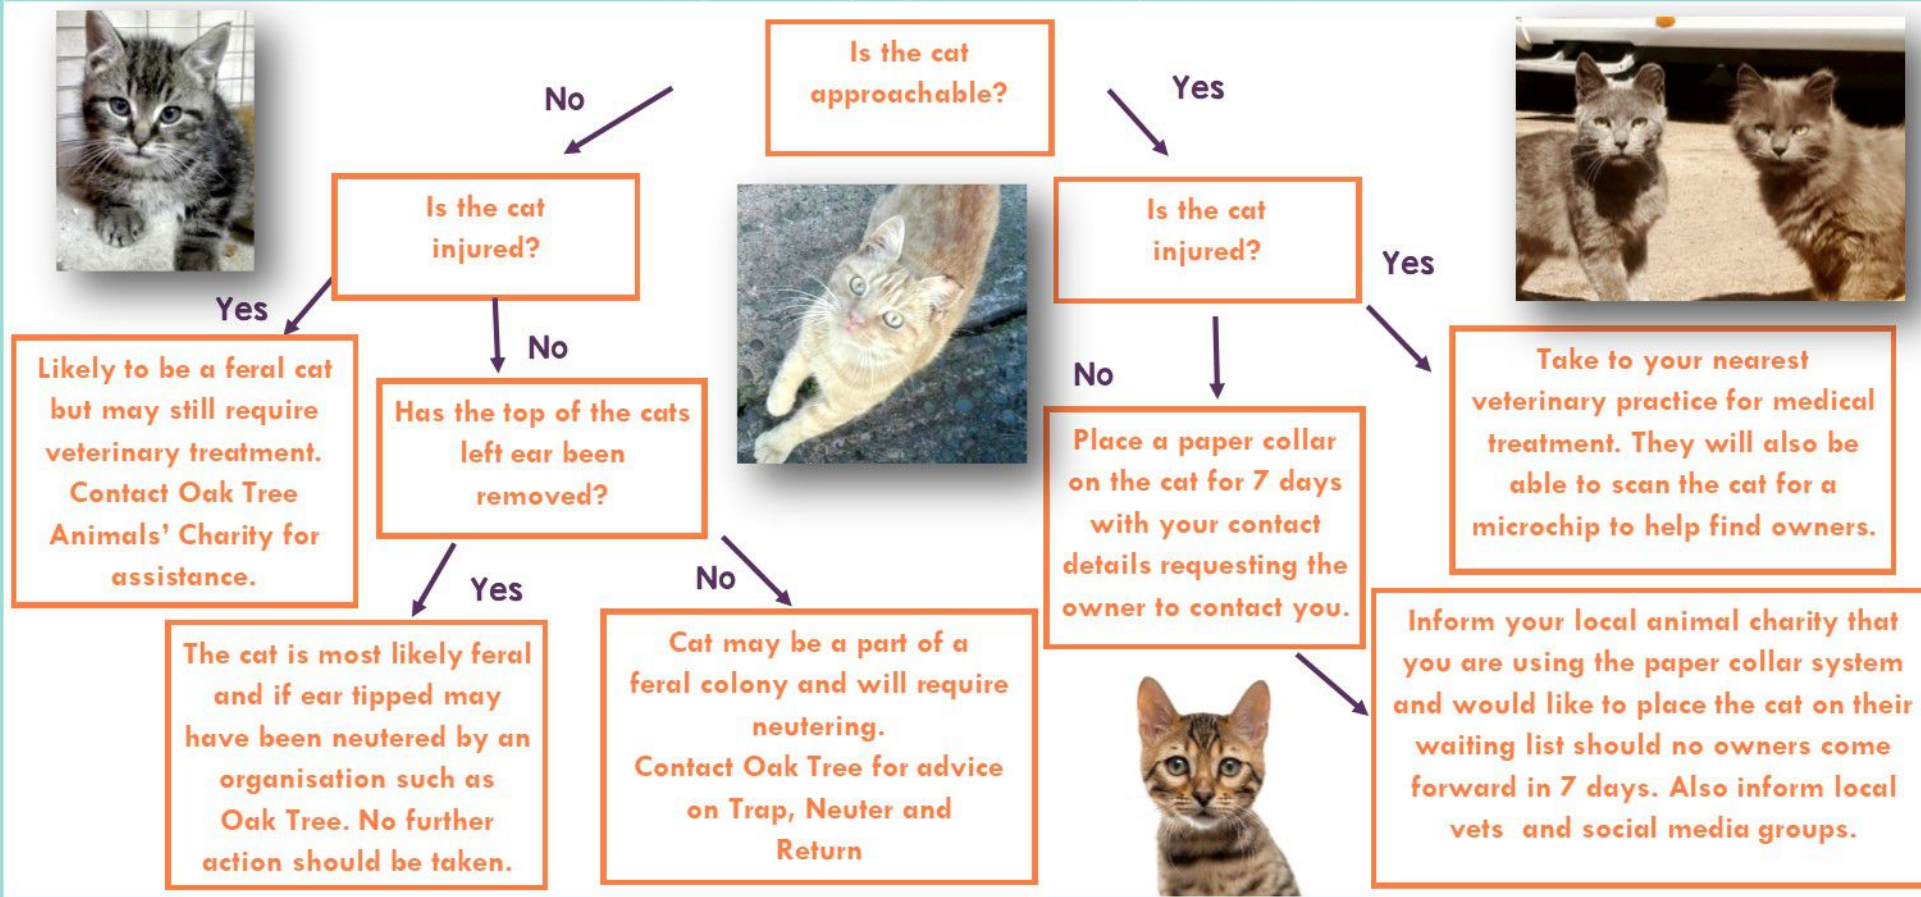 Is the cat
approachable?
No
Yes
Is the cat
injured?
Is the cat
injured?
Yes
No
Yes
No
Likely to be a feral cat
but may still require
veterinary treatment.
Contact Oak Tree
Animals’ Charity for
assistance.
Has the top of the cats
left ear been
removed?
Place a paper collar
on the cat for 7 days
with your contact
details requesting the
owner to contact you.
Take to your nearest
veterinary practice for medical
treatment. They will also be
able to scan the cat for a
microchip to help find owners.
Yes
No
The cat is most likely feral
and if ear tipped may
have been neutered by an
organisation such as
Oak Tree. No further
action should be taken.
Cat may be a part of a
feral colony and will require
neutering.
Contact Oak Tree for advice
on Trap, Neuter and
Return
Inform your local animal charity that
you are using the paper collar system
and would like to place the cat on their
waiting list should no owners come
forward in 7 days. Also inform local
vets and social media groups.